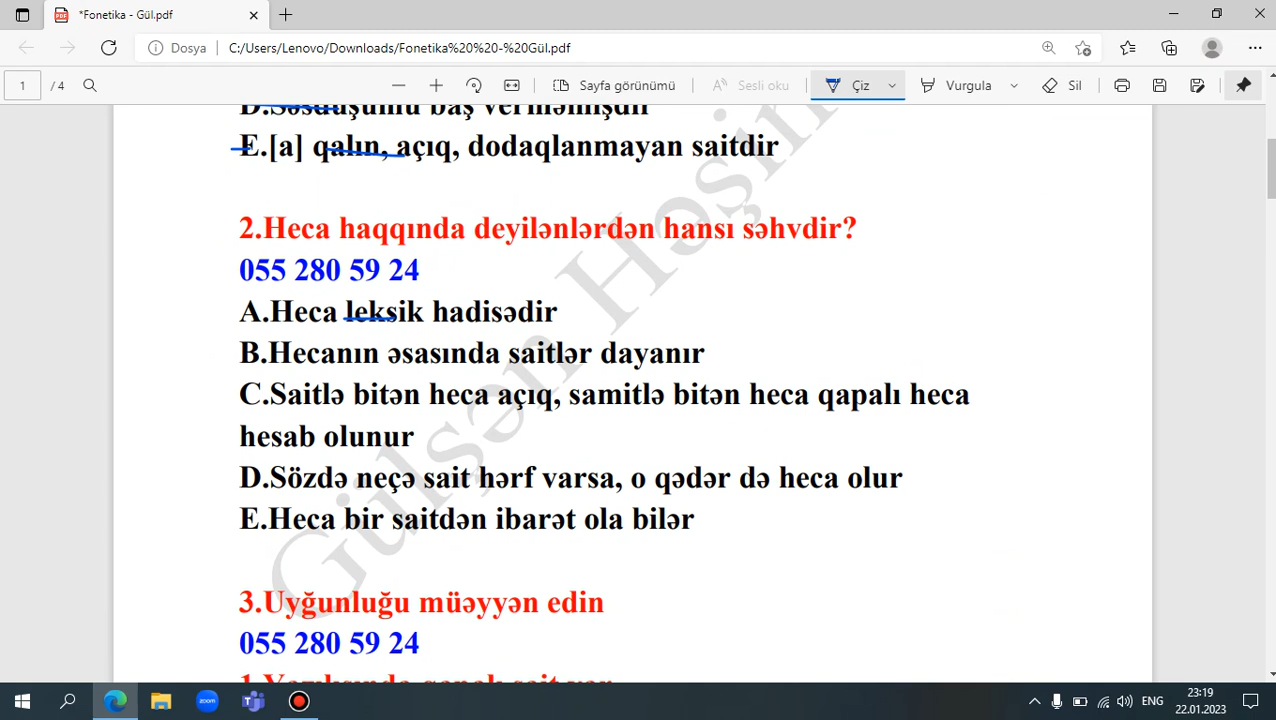 *Fonetika - Gül.pdf
Dosya
C:/Users/Lenovo/Downloads/Fonetika%20%20-%20Gül.pdf
1 / 4
Sayfa görünümü
Sesli oku
Çiz
Vurgula
Sil
D.Səsdüşümü baş verməmişdir
E.[a] qalın, açıq, dodaqlanmayan saitdir
2.Heca haqqında deyilənlərdən hansı səhvdir?
055 280 59 24
A.Heca leksik hadisədir
B.Hecanın əsasında saitlər dayanır
C.Saitlə bitən heca açıq, samitlə bitən heca qapalı heca
hesab olunur
D.Sözdə neçə sait hərf varsa, o qədər də heca olur
E.Heca bir saitdən ibarət ola bilər
3.Uyğunluğu müəyyən edin
055 280 59 24
Gülşən Həşim
zoom
ENG
23:19
22.01.2023